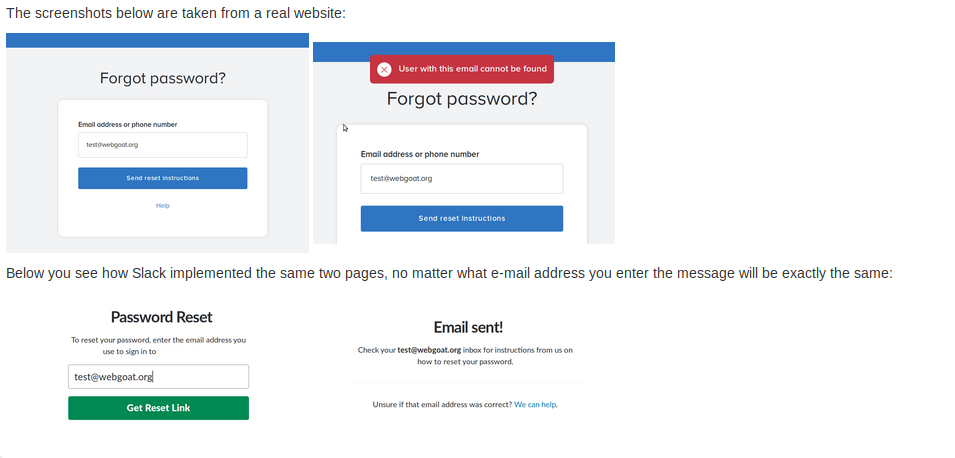 The screenshots below are taken from a real website:
Forgot password?
Email address or phone number
test@webgoat.org
Send reset instructions
Help
User with this email cannot be found
Forgot password?
Email address or phone number
test@webgoat.org
Send reset instructions
Below you see how Slack implemented the same two pages, no matter what e-mail address you enter the message will be exactly the same:
Password Reset
To reset your password, enter the email address you
use to sign in to
test@webgoat.org
Get Reset Link
Email sent!
Check your test@webgoat.org inbox for instructions from us on
how to reset your password.
Unsure if that email address was correct? We can help.